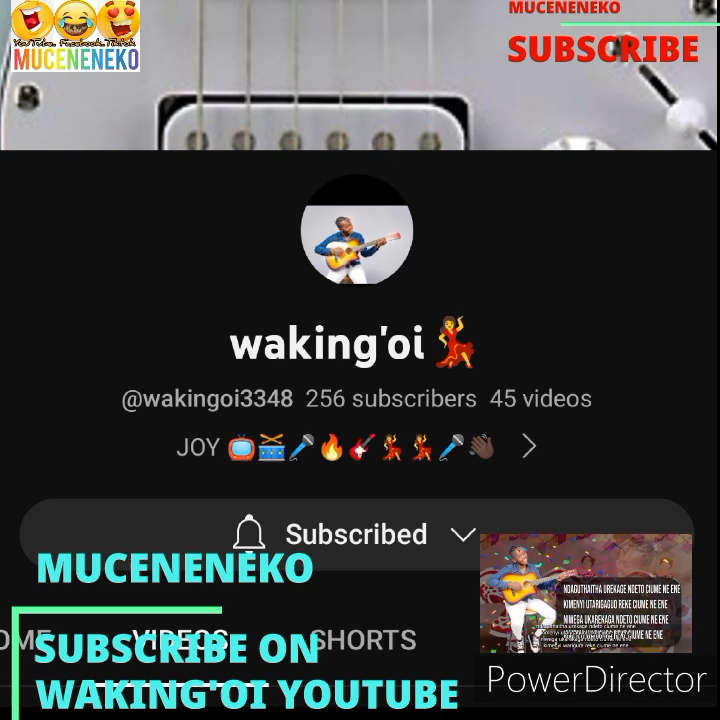 YouTube Facebook Tiktok
MUCENENEKO
MUCENENEKO
SUBSCRIBE
waking'oi
@wakingoi3348 256 subscribers 45 videos
JOY
Subscribed
MUCENENEKO
VIDEOS SHORTS
SUBSCRIBE ON
WAKING'OI YOUTUBE
NDAGUTHAITHA UREKAGE NDETO CIUME NE ENE
KIMENYI UTARIGAGUO REKE CIUME NE ENE
NIWEGA UKAREKAGA NDETO CIUME NE ENE
PowerDirector